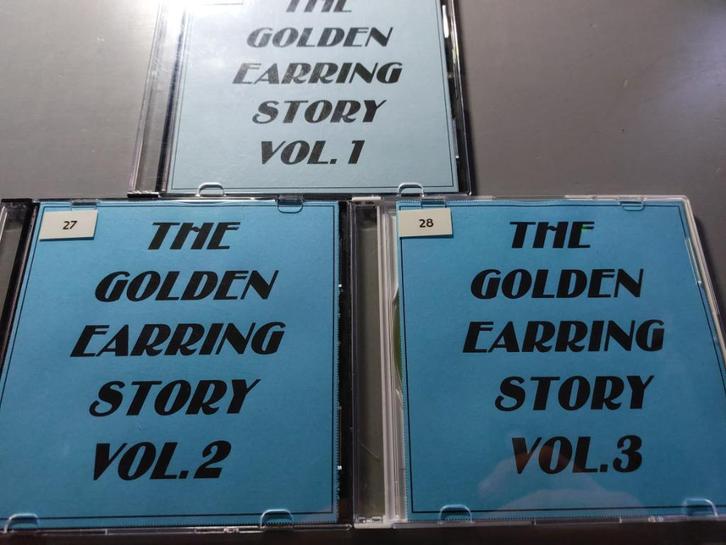 THE
GOLDEN
EARRING
STORY
VOL. 1
27
THE
GOLDEN
EARRING
STORY
VOL. 2
28
THE
GOLDEN
EARRING
STORY
VOL. 3